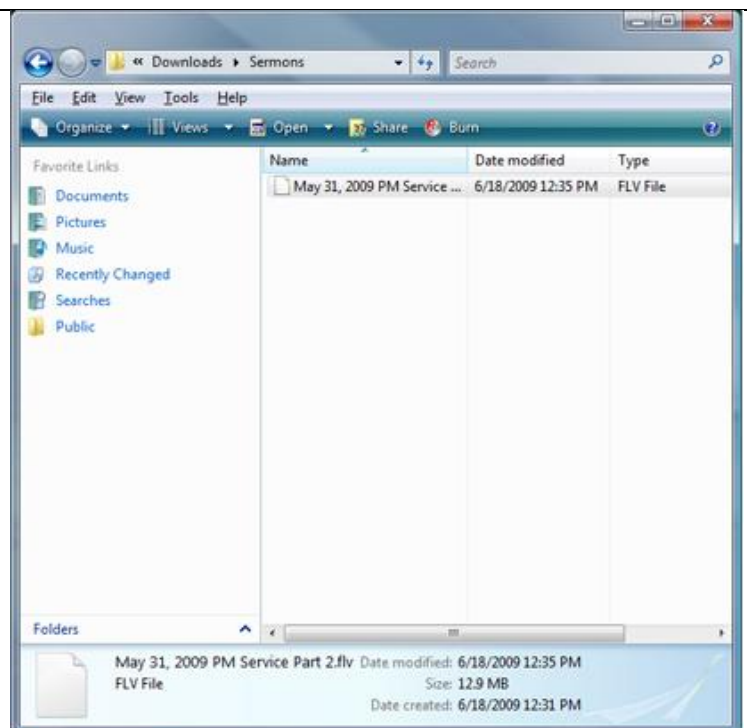 « Downloads ▸ Sermons Search
File Edit View Tools Help
Organize Views Open Share Burn
Favorite Links
Documents
Pictures
Music
Recently Changed
Searches
Public
Folders
Name Date modified Type
May 31, 2009 PM Service ... 6/18/2009 12:35 PM FLV File
May 31, 2009 PM Service Part 2.flv Date modified: 6/18/2009 12:35 PM
FLV File Size: 12.9 MB
Date created: 6/18/2009 12:31 PM